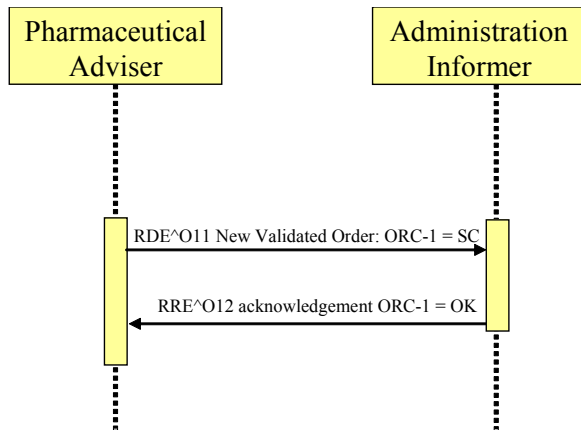 Pharmaceutical
Adviser
Administration
Informer
RDE^O11 New Validated Order: ORC-1 = SC
RRE^O12 acknowledgement ORC-1 = OK